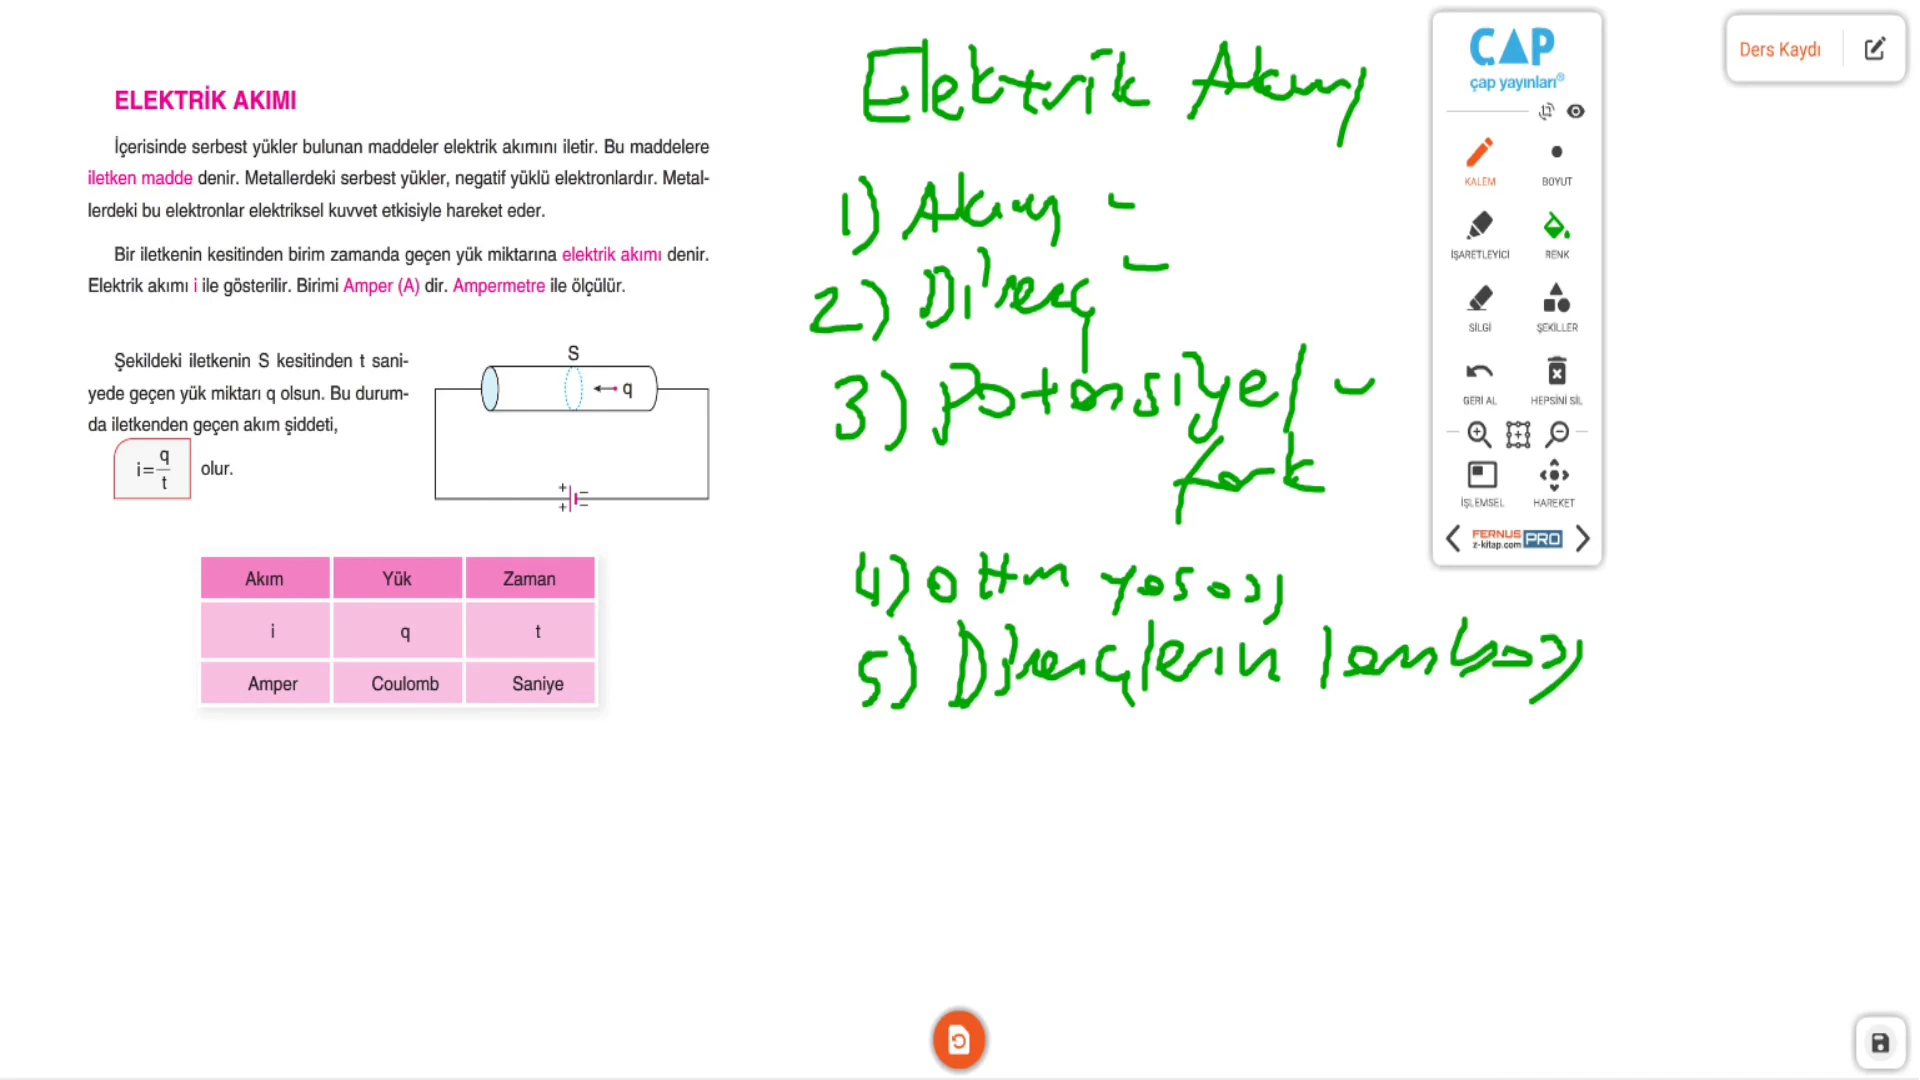 ELEKTRİK AKIMI
İçerisinde serbest yükler bulunan maddeler elektrik akımını iletir. Bu maddelere
iletken madde denir. Metallerdeki serbest yükler, negatif yüklü elektronlardır. Metal-
lerdeki bu elektronlar elektriksel kuvvet etkisiyle hareket eder.
Bir iletkenin kesitinden birim zamanda geçen yük miktarına elektrik akımı denir.
Elektrik akımı i ile gösterilir. Birimi Amper (A) dir. Ampermetre ile ölçülür.
Şekildeki iletkenin S kesitinden t sani-
yede geçen yük miktarı q olsun. Bu durum-
da iletkenden geçen akım şiddeti,
i=q/t olur.
S
q
+ −
+ −
Akım Yük Zaman
i q t
Amper Coulomb Saniye
Elektrik Akımı
1) Akım -
2) Direnç -
3) Potansiyel -
fark
4) ohm yasası
5) Dirençlerin
ÇAP
çap yayınları®
KALEM BOYUT
İŞARETLEYİCİ RENK
SİLGİ ŞEKİLLER
GERİ AL HEPSİNİ SİL
İŞLEMSEL HAREKET
FERNUS
z-kitap.com PRO
Ders Kaydı